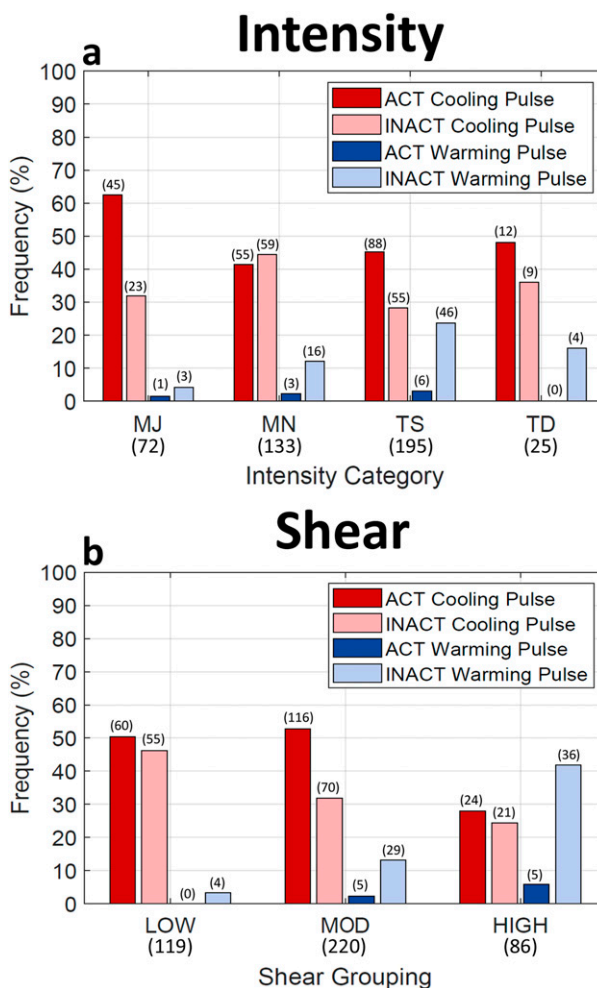 Intensity
a
100
90
80
70
60
50
40
30
20
10
0
Frequency (%)
ACT Cooling Pulse
INACT Cooling Pulse
ACT Warming Pulse
INACT Warming Pulse
(45) (23) (1) (3) (55) (59) (16) (3) (88) (55) (6) (46) (12) (9) (0) (4)
MJ MN TS TD
(72) (133) (195) (25)
Intensity Category
Shear
b
100
90
80
70
60
50
40
30
20
10
0
Frequency (%)
ACT Cooling Pulse
INACT Cooling Pulse
ACT Warming Pulse
INACT Warming Pulse
(60) (55) (0) (4) (116) (70) (5) (29) (24) (21) (5) (36)
LOW MOD HIGH
(119) (220) (86)
Shear Grouping